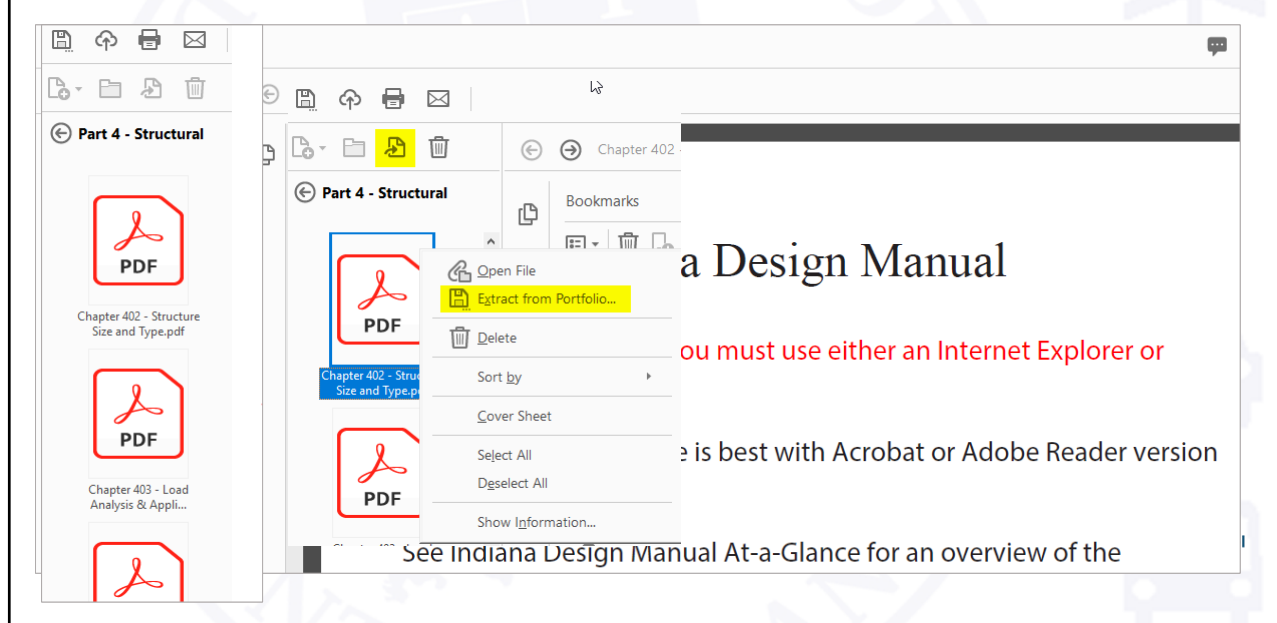 Part 4 - Structural
PDF
Chapter 402 - Structure
Size and Type.pdf
PDF
Chapter 403 - Load
Analysis & Appli...
Chapter 402
Part 4 - Structural
Bookmarks
PDF
Chapter 402 - Stru
Size and Type.p
PDF
Open File
Extract from Portfolio...
Delete
Sort by
Cover Sheet
Select All
Deselect All
Show Information...
a Design Manual
ou must use either an Internet Explorer or
e is best with Acrobat or Adobe Reader version
See Indiana Design Manual At-a-Glance for an overview of the